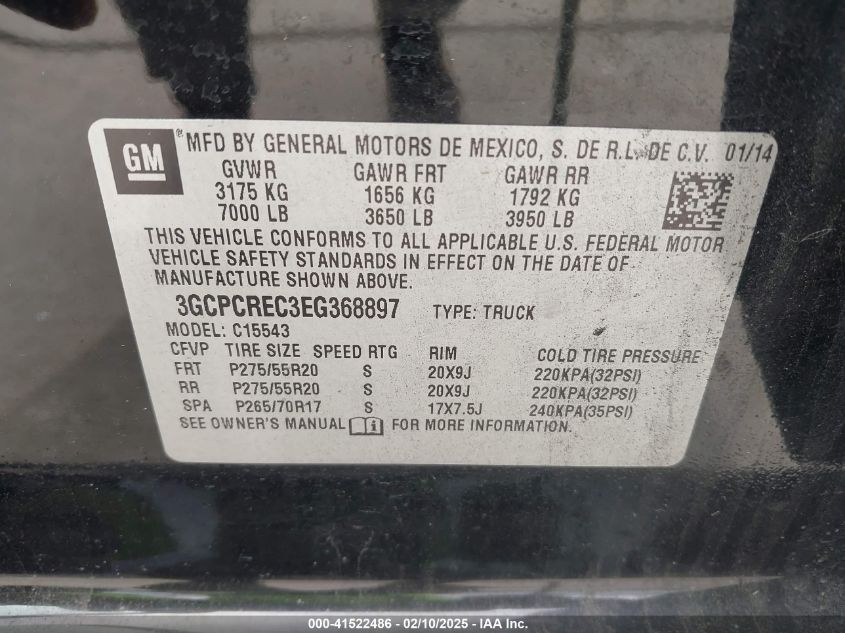 GM
® MFD BY GENERAL MOTORS DE MEXICO, S. DE R.L. DE C.V. 01/14
GVWR GAWR FRT GAWR RR
3175 KG 1656 KG 1792 KG
7000 LB 3650 LB 3950 LB
THIS VEHICLE CONFORMS TO ALL APPLICABLE U.S. FEDERAL MOTOR
VEHICLE SAFETY STANDARDS IN EFFECT ON THE DATE OF
MANUFACTURE SHOWN ABOVE.
3GCPCREC3EG368897 TYPE: TRUCK
MODEL: C15543
CFVP TIRE SIZE SPEED RTG RIM COLD TIRE PRESSURE
FRT P275/55R20 S 20X9J 220KPA(32PSI)
RR P275/55R20 S 20X9J 220KPA(32PSI)
SPA P265/70R17 S 17X7.5J 240KPA(35PSI)
SEE OWNER'S MANUAL FOR MORE INFORMATION.
000-41522486 - 02/10/2025 - IAA Inc.